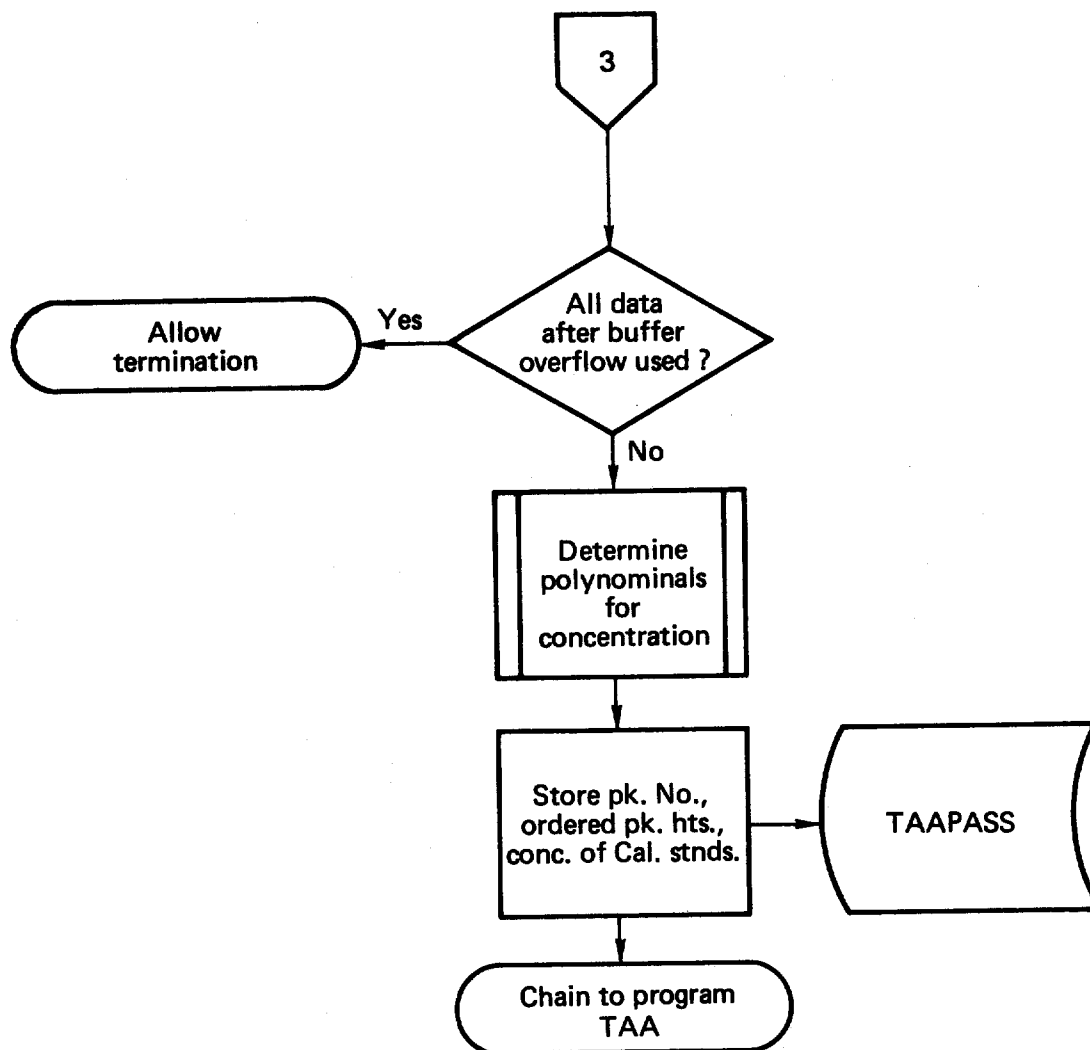 3
All data
after buffer
overflow used ?
Yes
Allow
termination
No
Determine
polynominals
for
concentration
Store pk. No.,
ordered pk. hts.,
conc. of Cal. stnds.
TAAPASS
Chain to program
TAA